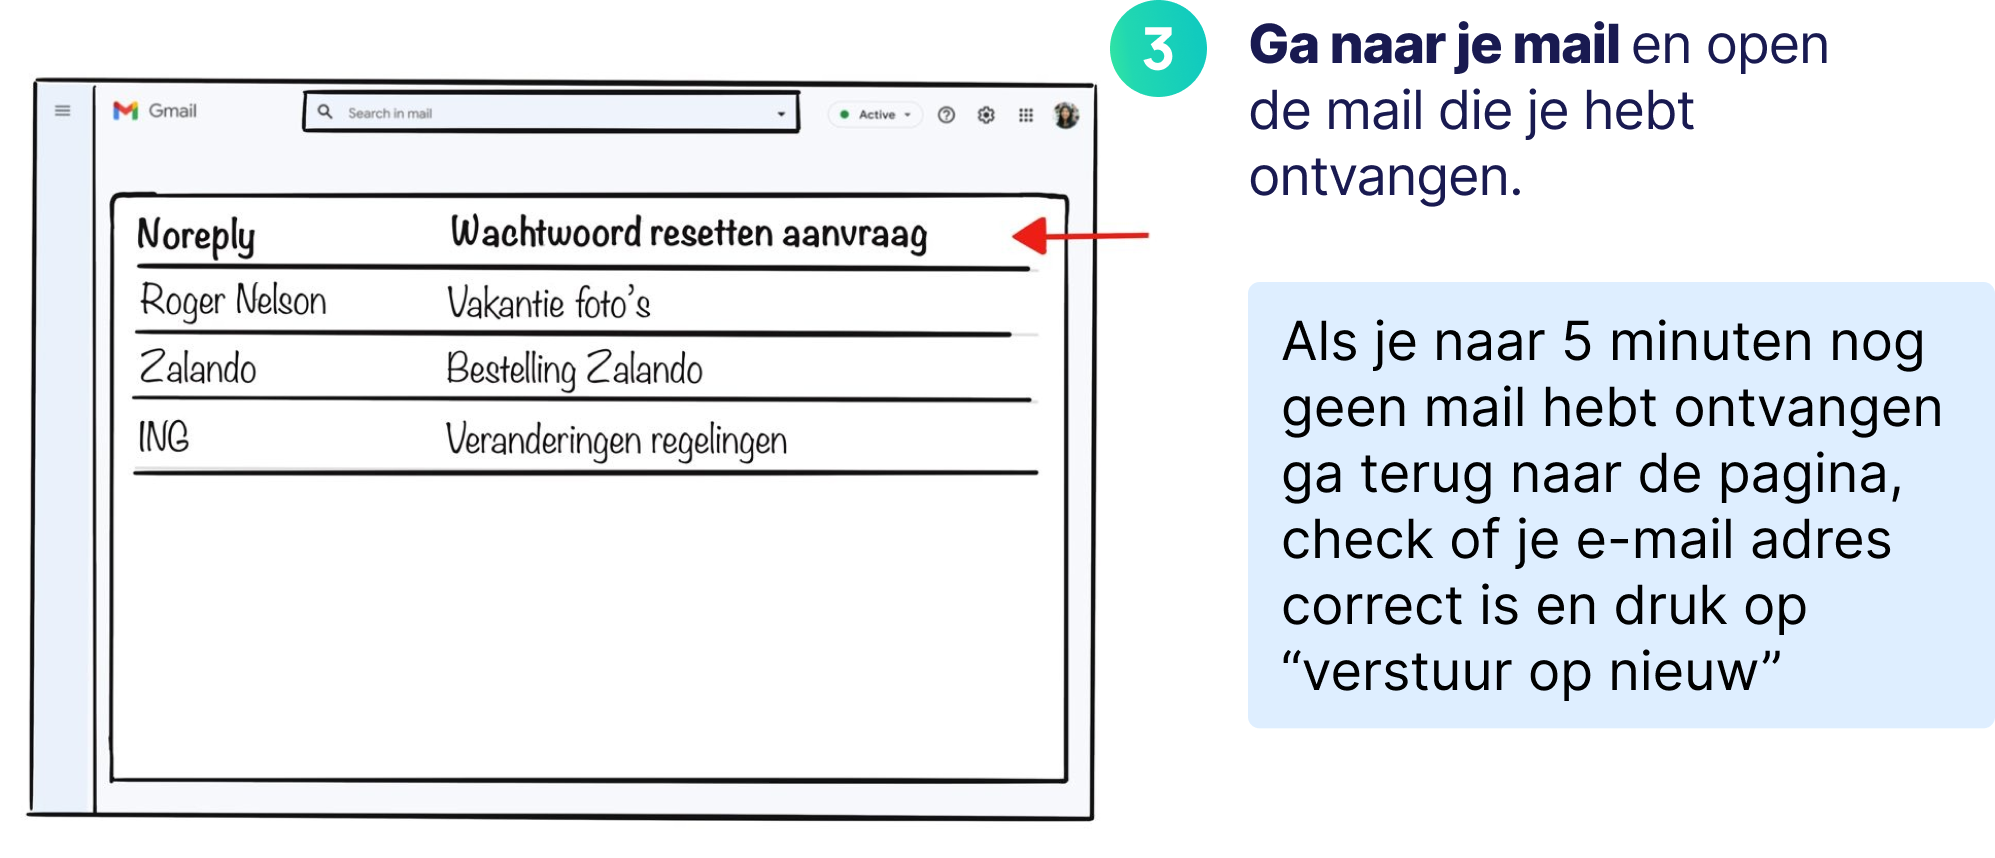 Gmail
Search in mail
Active
Noreply Wachtwoord resetten aanvraag
Roger Nelson Vakantie foto's
Zalando Bestelling Zalando
ING Veranderingen regelingen
3
Ga naar je mail en open
de mail die je hebt
ontvangen.
Als je naar 5 minuten nog
geen mail hebt ontvangen
ga terug naar de pagina,
check of je e-mail adres
correct is en druk op
“verstuur op nieuw”